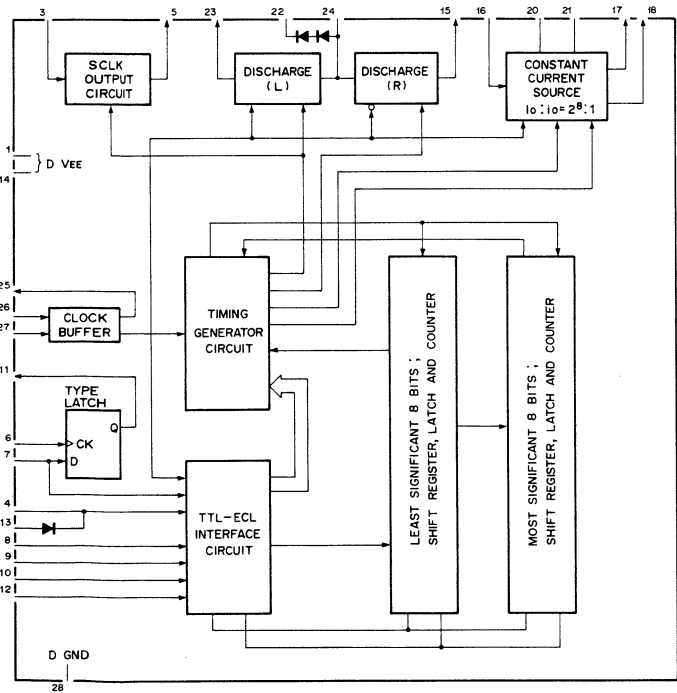 3
5
23
22
24
15
16
20
21
17
18
SCLK
OUTPUT
CIRCUIT
DISCHARGE
(L)
DISCHARGE
(R)
CONSTANT
CURRENT
SOURCE
Io : io = 2⁸ : 1
1
D VEE
14
25
26
27
CLOCK
BUFFER
TIMING
GENERATOR
CIRCUIT
11
TYPE
LATCH
Q
CK
D
6
7
4
13
8
9
10
12
TTL–ECL
INTERFACE
CIRCUIT
LEAST SIGNIFICANT 8 BITS ;
SHIFT REGISTER, LATCH AND COUNTER
MOST SIGNIFICANT 8 BITS ;
SHIFT REGISTER, LATCH AND COUNTER
D GND
28